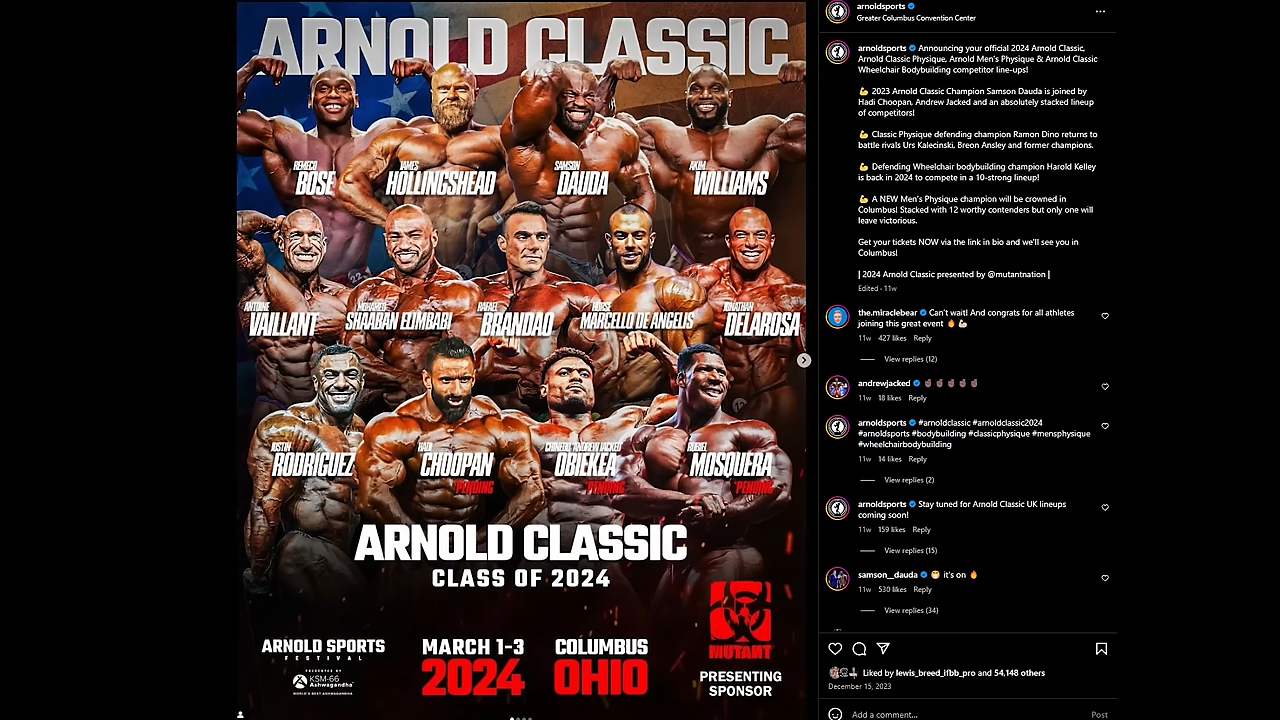 ARNOLD CLASSIC
REMECO
BOSE
JAMES
HOLLINGSHEAD
SAMSON
DAUDA
AKIM
WILLIAMS
ANTOINE
VAILLANT
MOHAMED
SHAABAN ELIMBABI
RAFAEL
BRANDAO
HORSE
MARCELLO DE ANGELIS
JONATHAN
DELAROSA
JUSTIN
RODRIGUEZ
HADI
CHOOPAN
PENDING
CHINEDU "ANDREW JACKED"
OBIEKEA
PENDING
RUBIEL
MOSQUERA
PENDING
ARNOLD CLASSIC
CLASS OF 2024
ARNOLD SPORTS
FESTIVAL
PRESENTED BY
KSM-66
Ashwagandha
WORLD'S BEST ASHWAGANDHA
MARCH 1-3
2024
COLUMBUS
OHIO
MUTANT
PRESENTING
SPONSOR
arnoldsports
Greater Columbus Convention Center
arnoldsports Announcing your official 2024 Arnold Classic,
Arnold Classic Physique, Arnold Men's Physique & Arnold Classic
Wheelchair Bodybuilding competitor line-ups!
💪 2023 Arnold Classic Champion Samson Dauda is joined by
Hadi Choopan, Andrew Jacked and an absolutely stacked lineup
of competitors!
💪 Classic Physique defending champion Ramon Dino returns to
battle rivals Urs Kalecinski, Breon Ansley and former champions.
💪 Defending Wheelchair bodybuilding champion Harold Kelley
is back in 2024 to compete in a 10-strong lineup!
💪 A NEW Men's Physique champion will be crowned in
Columbus! Stacked with 12 worthy contenders but only one will
leave victorious.
Get your tickets NOW via the link in bio and we'll see you in
Columbus!
| 2024 Arnold Classic presented by @mutantnation |
Edited · 11w
the.miraclebear Can't wait! And congrats for all athletes
joining this great event 🔥💪🏻
11w 427 likes Reply
View replies (12)
andrewjacked
11w 18 likes Reply
arnoldsports #arnoldclassic #arnoldclassic2024
#arnoldsports #bodybuilding #classicphysique #mensphysique
#wheelchairbodybuilding
11w 14 likes Reply
View replies (2)
arnoldsports Stay tuned for Arnold Classic UK lineups
coming soon!
11w 159 likes Reply
View replies (15)
samson__dauda 😁 it's on 🔥
11w 530 likes Reply
View replies (34)
Liked by lewis_breed_ifbb_pro and 54,148 others
December 15, 2023
Add a comment...
Post